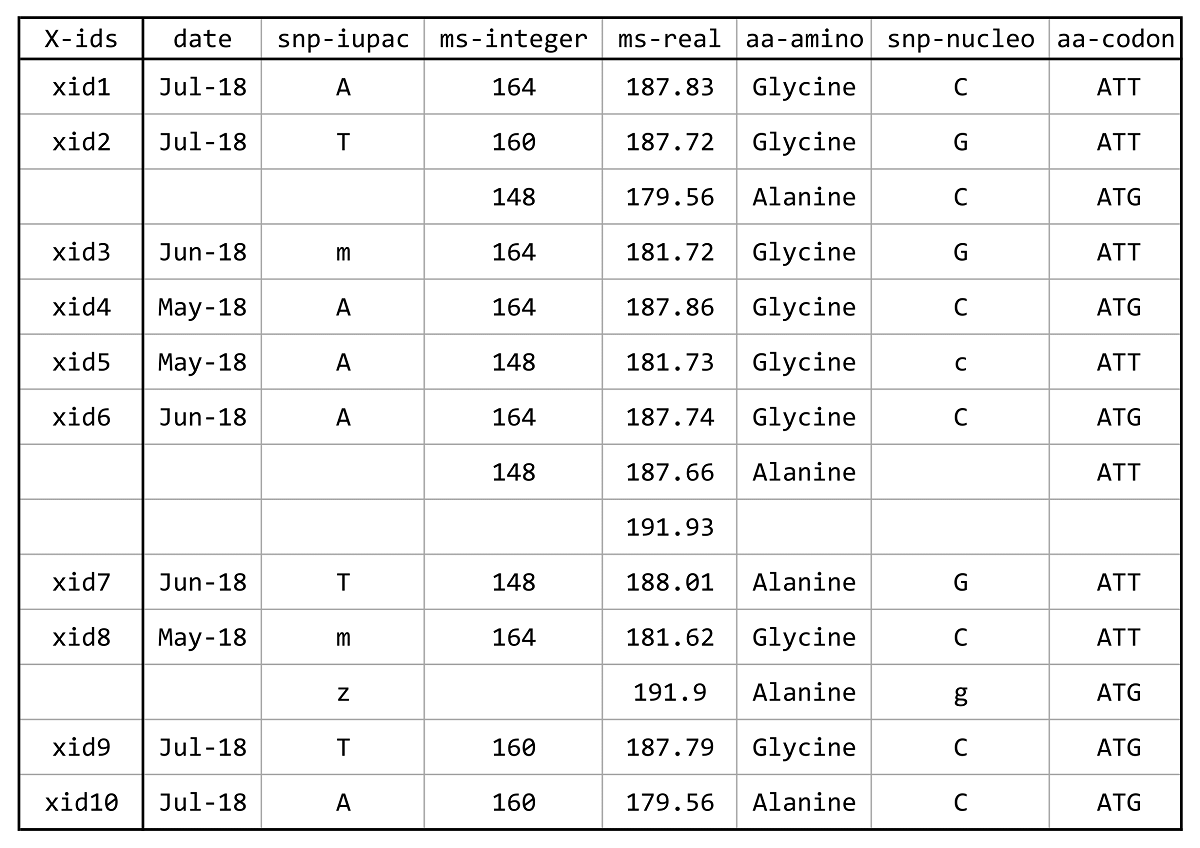 X-ids date snp-iupac ms-integer ms-real aa-amino snp-nucleo aa-codon
xid1 Jul-18 A 164 187.83 Glycine C ATT
xid2 Jul-18 T 160 187.72 Glycine G ATT
148 179.56 Alanine C ATG
xid3 Jun-18 m 164 181.72 Glycine G ATT
xid4 May-18 A 164 187.86 Glycine C ATG
xid5 May-18 A 148 181.73 Glycine c ATT
xid6 Jun-18 A 164 187.74 Glycine C ATG
148 187.66 Alanine ATT
191.93
xid7 Jun-18 T 148 188.01 Alanine G ATT
xid8 May-18 m 164 181.62 Glycine C ATT
z 191.9 Alanine g ATG
xid9 Jul-18 T 160 187.79 Glycine C ATG
xid10 Jul-18 A 160 179.56 Alanine C ATG